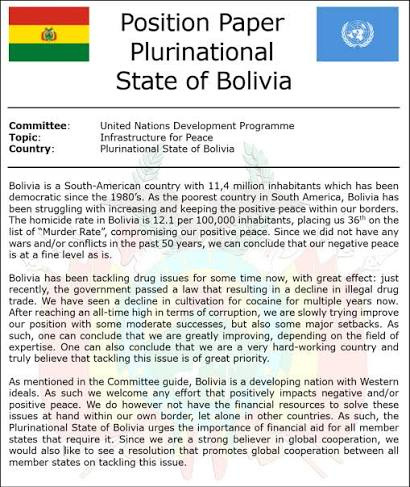 Position Paper
Plurinational
State of Bolivia
Committee: United Nations Development Programme
Topic: Infrastructure for Peace
Country: Plurinational State of Bolivia
Bolivia is a South-American country with 11,4 million inhabitants which has been
democratic since the 1980's. As the poorest country in South America, Bolivia has
been struggling with increasing and keeping the positive peace within our borders.
The homicide rate in Bolivia is 12.1 per 100,000 inhabitants, placing us 36th on the
list of "Murder Rate", compromising our positive peace. Since we did not have any
wars and/or conflicts in the past 50 years, we can conclude that our negative peace
is at a fine level as is.
Bolivia has been tackling drug issues for some time now, with great effect: just
recently, the government passed a law that resulting in a decline in illegal drug
trade. We have seen a decline in cultivation for cocaine for multiple years now.
After reaching an all-time high in terms of corruption, we are slowly trying improve
our position with some moderate successes, but also some major setbacks. As
such, one can conclude that we are greatly improving, depending on the field of
expertise. One can also conclude that we are a very hard-working country and
truly believe that tackling this issue is of great priority.
As mentioned in the Committee guide, Bolivia is a developing nation with Western
ideals. As such we welcome any effort that positively impacts negative and/or
positive peace. We do however not have the financial resources to solve these
issues at hand within our own border, let alone in other countries. As such, the
Plurinational State of Bolivia urges the importance of financial aid for all member
states that require it. Since we are a strong believer in global cooperation, we
would also like to see a resolution that promotes global cooperation between all
member states on tackling this issue.